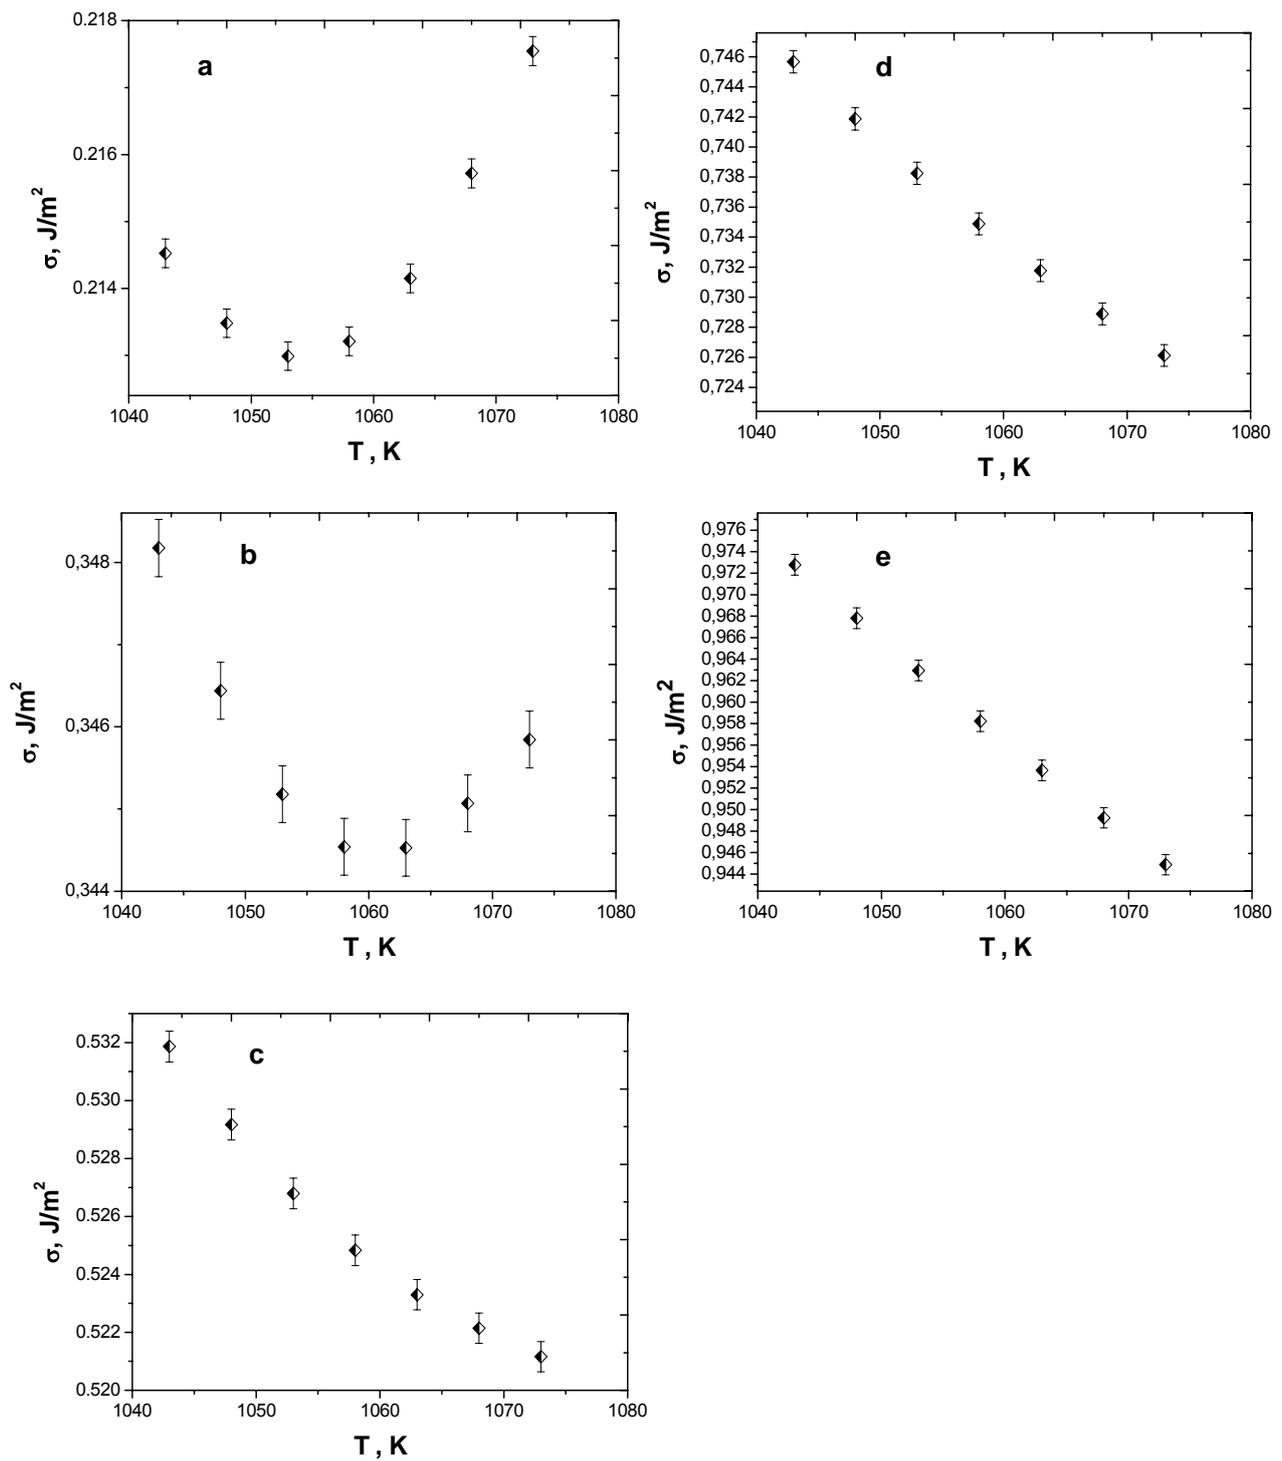 a
0.218
0.216
0.214
σ, J/m²
1040 1050 1060 1070 1080
T , K
d
0,746
0,744
0,742
0,740
0,738
0,736
0,734
0,732
0,730
0,728
0,726
0,724
σ, J/m²
1040 1050 1060 1070 1080
T , K
b
0,348
0,346
0,344
σ, J/m²
1040 1050 1060 1070 1080
T , K
e
0,976
0,974
0,972
0,970
0,968
0,966
0,964
0,962
0,960
0,958
0,956
0,954
0,952
0,950
0,948
0,946
0,944
σ, J/m²
1040 1050 1060 1070 1080
T , K
c
0.532
0.530
0.528
0.526
0.524
0.522
0.520
σ, J/m²
1040 1050 1060 1070 1080
T , K